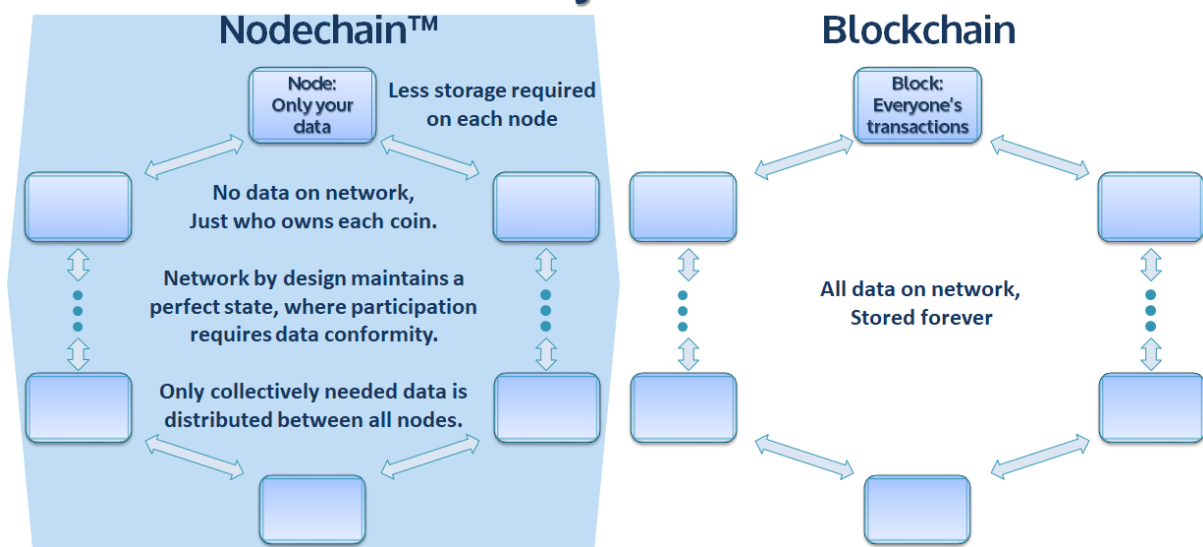 Nodechain™
Node:
Only your
data
Less storage required
on each node
No data on network,
Just who owns each coin.
Network by design maintains a
perfect state, where participation
requires data conformity.
Only collectively needed data is
distributed between all nodes.
Blockchain
Block:
Everyone's
transactions
All data on network,
Stored forever